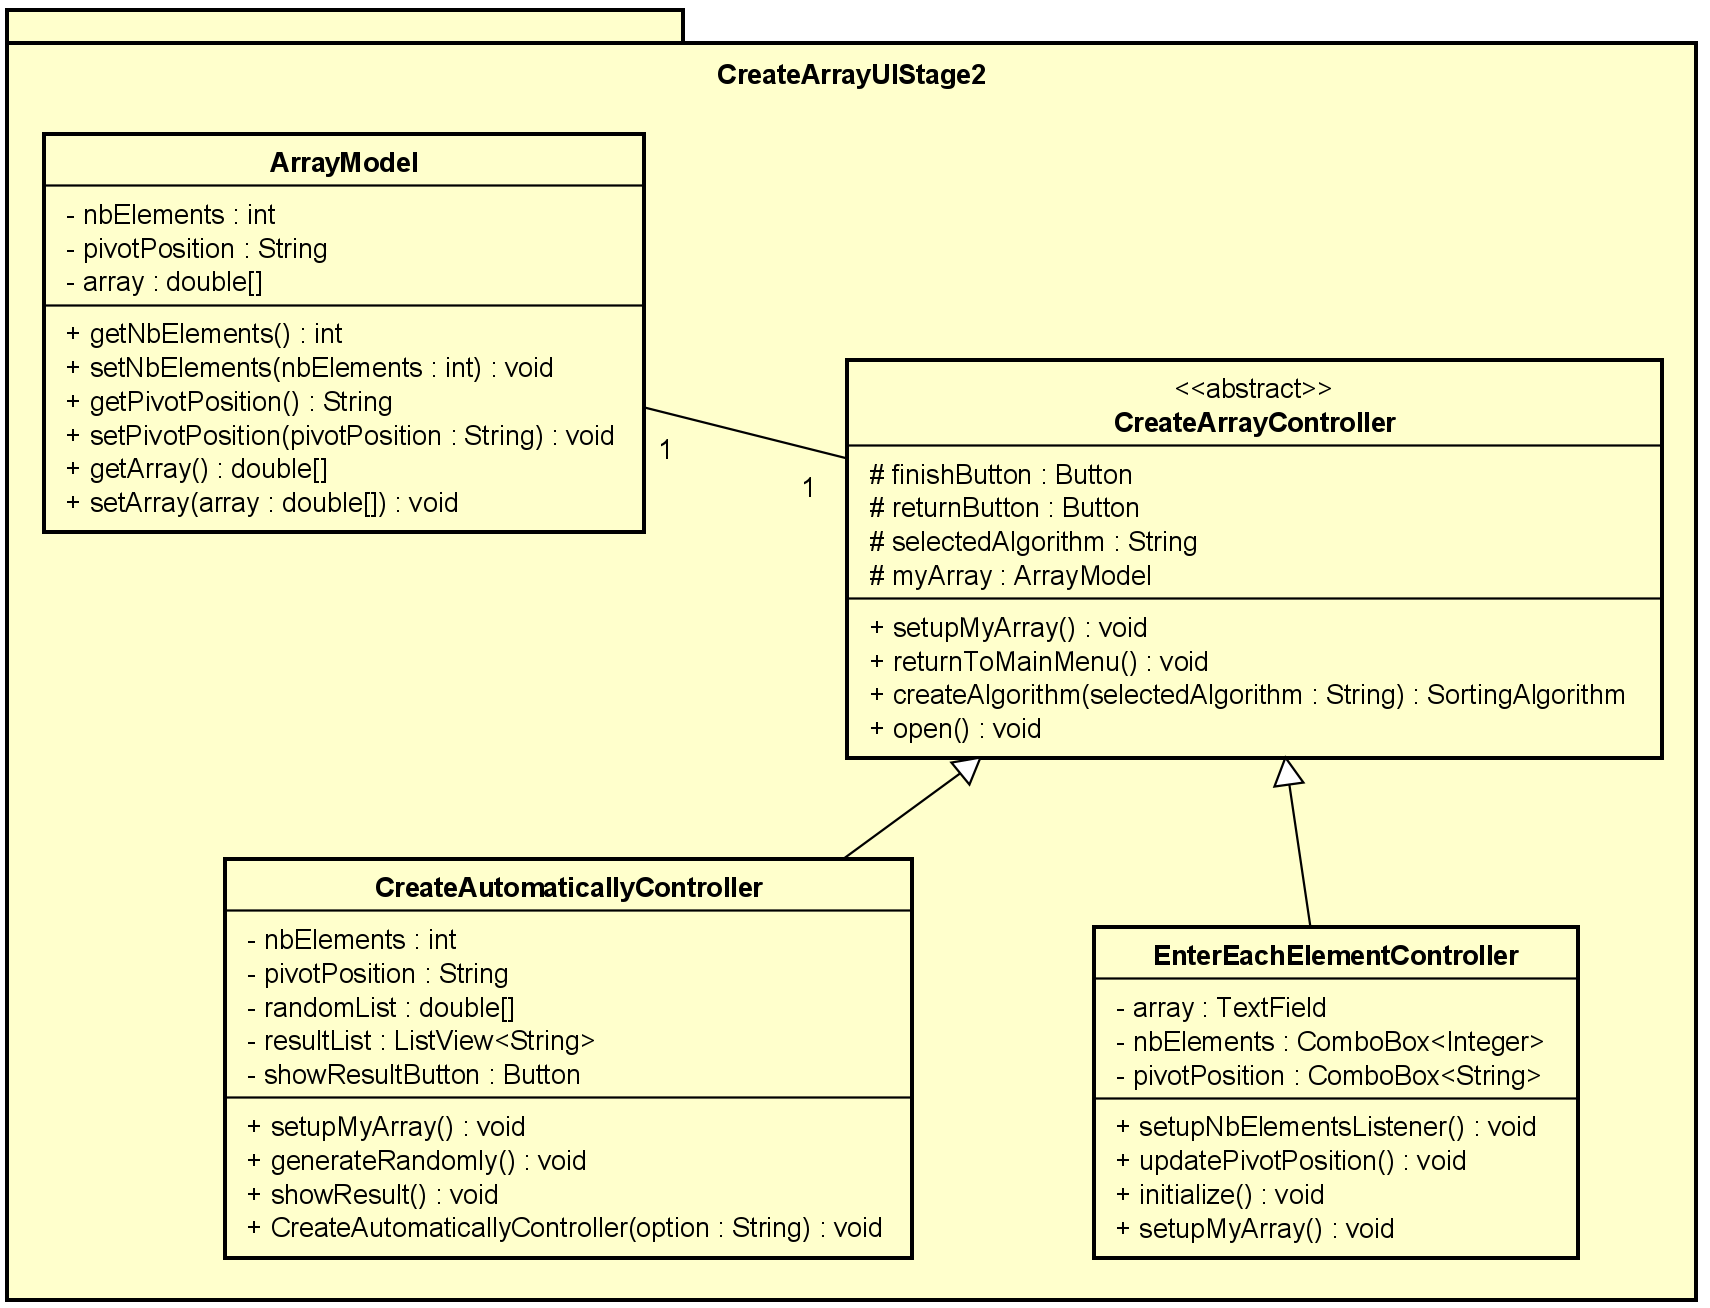 CreateArrayUIStage2
ArrayModel
- nbElements : int
- pivotPosition : String
- array : double[]
+ getNbElements() : int
+ setNbElements(nbElements : int) : void
+ getPivotPosition() : String
+ setPivotPosition(pivotPosition : String) : void
+ getArray() : double[]
+ setArray(array : double[]) : void
1
1
<<abstract>>
CreateArrayController
# finishButton : Button
# returnButton : Button
# selectedAlgorithm : String
# myArray : ArrayModel
+ setupMyArray() : void
+ returnToMainMenu() : void
+ createAlgorithm(selectedAlgorithm : String) : SortingAlgorithm
+ open() : void
CreateAutomaticallyController
- nbElements : int
- pivotPosition : String
- randomList : double[]
- resultList : ListView<String>
- showResultButton : Button
+ setupMyArray() : void
+ generateRandomly() : void
+ showResult() : void
+ CreateAutomaticallyController(option : String) : void
EnterEachElementController
- array : TextField
- nbElements : ComboBox<Integer>
- pivotPosition : ComboBox<String>
+ setupNbElementsListener() : void
+ updatePivotPosition() : void
+ initialize() : void
+ setupMyArray() : void